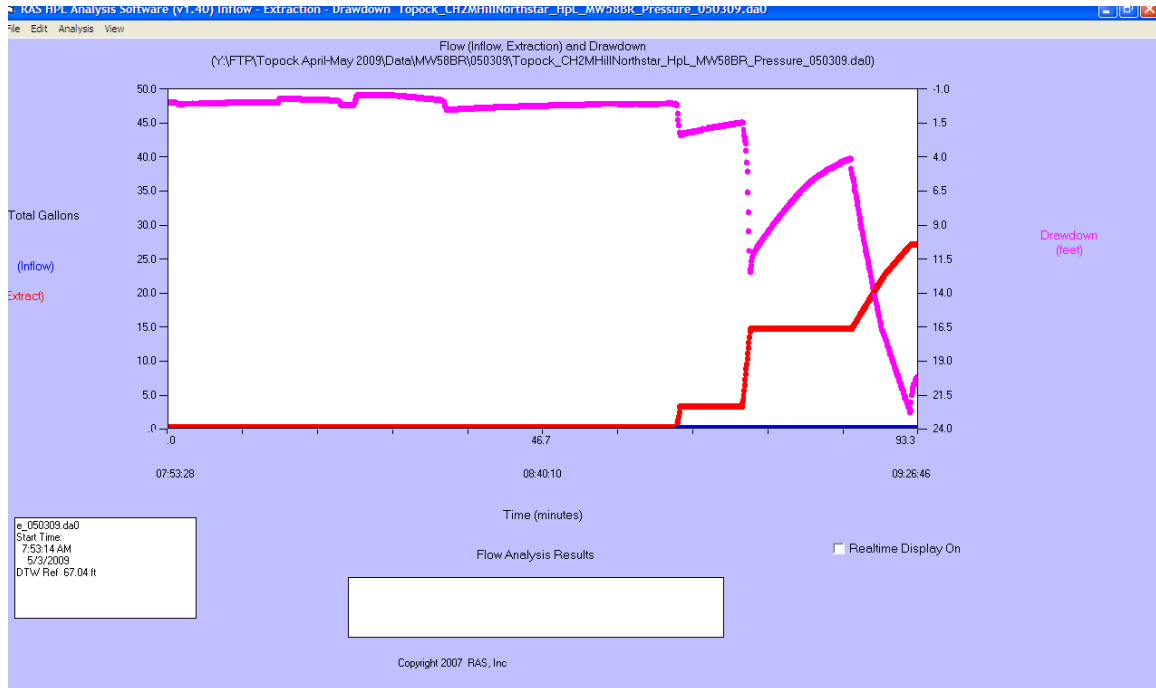 RAS HPL Analysis Software (v1.40) Inflow - Extraction - Drawdown Topock_CH2MHillNorthstar_HpL_MW58BR_Pressure_050309.da0
File Edit Analysis View
Flow (Inflow, Extraction) and Drawdown
(Y:\FTP\Topock April-May 2009\Data\MW58BR\050309\Topock_CH2MHillNorthstar_HpL_MW58BR_Pressure_050309.da0)
50.0 -1.0
45.0 1.5
40.0 4.0
35.0 6.5
Total Gallons
30.0 9.0
Drawdown
(feet)
(Inflow)
25.0 11.5
Extract)
20.0 14.0
15.0 16.5
10.0 19.0
5.0 21.5
.0 24.0
.0 46.7 93.3
07:53:28 08:40:10 09:26:46
Time (minutes)
e_050309.da0
Start Time:
7:53:14 AM
5/3/2009
DTW Ref 67.04 ft
Flow Analysis Results
Realtime Display On
Copyright 2007 RAS, Inc